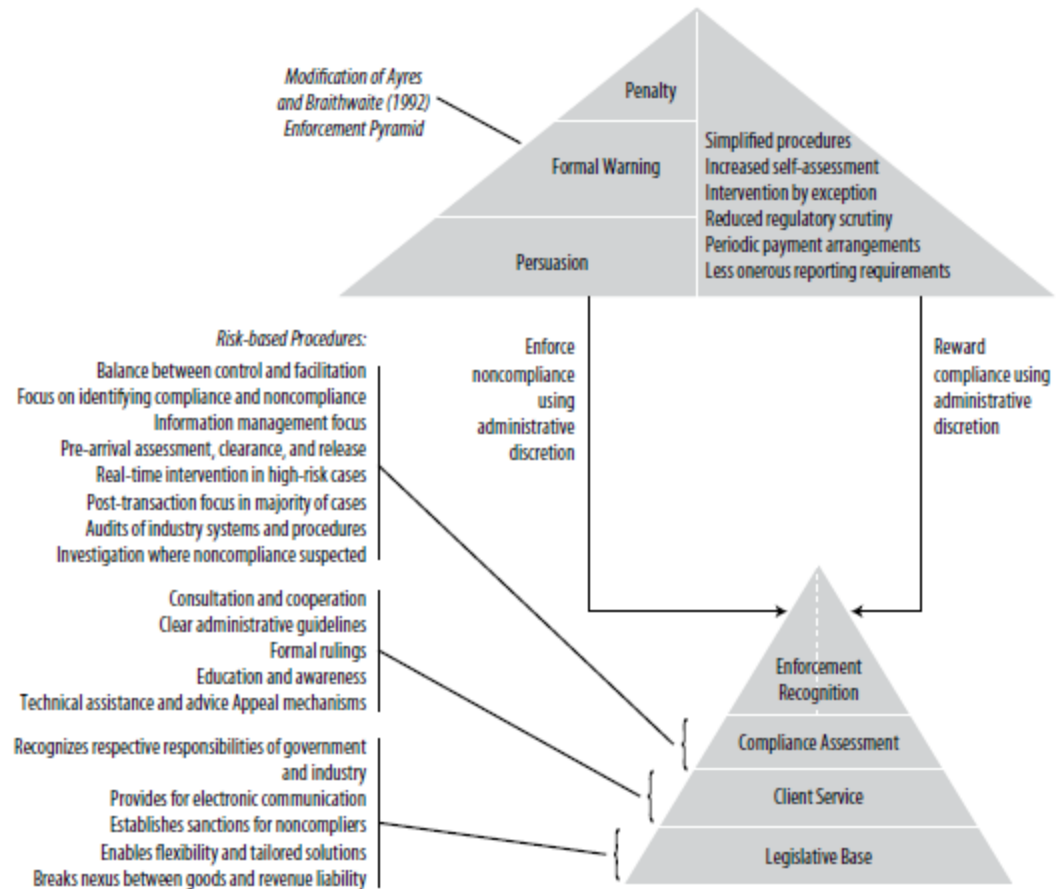 Modification of Ayres
and Braithwaite (1992)
Enforcement Pyramid
Penalty
Formal Warning
Persuasion
Simplified procedures
Increased self-assessment
Intervention by exception
Reduced regulatory scrutiny
Periodic payment arrangements
Less onerous reporting requirements
Enforce
noncompliance
using
administrative
discretion
Reward
compliance using
administrative
discretion
Risk-based Procedures:
Balance between control and facilitation
Focus on identifying compliance and noncompliance
Information management focus
Pre-arrival assessment, clearance, and release
Real-time intervention in high-risk cases
Post-transaction focus in majority of cases
Audits of industry systems and procedures
Investigation where noncompliance suspected
Consultation and cooperation
Clear administrative guidelines
Formal rulings
Education and awareness
Technical assistance and advice Appeal mechanisms
Recognizes respective responsibilities of government
and industry
Provides for electronic communication
Establishes sanctions for noncompliers
Enables flexibility and tailored solutions
Breaks nexus between goods and revenue liability
Enforcement
Recognition
Compliance Assessment
Client Service
Legislative Base